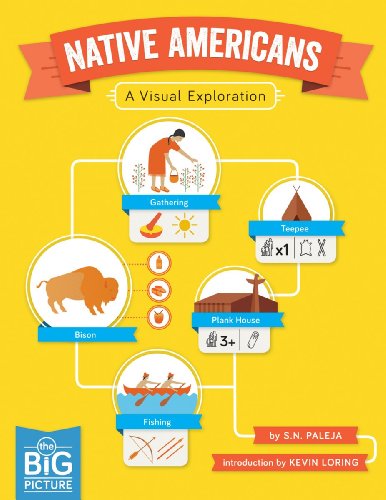 NATIVE AMERICANS
A Visual Exploration
Gathering
Teepee
x1
Bison
Plank House
3+
Fishing
by S.N. PALEJA
introduction by KEVIN LORING
the
BiG
PICTURE